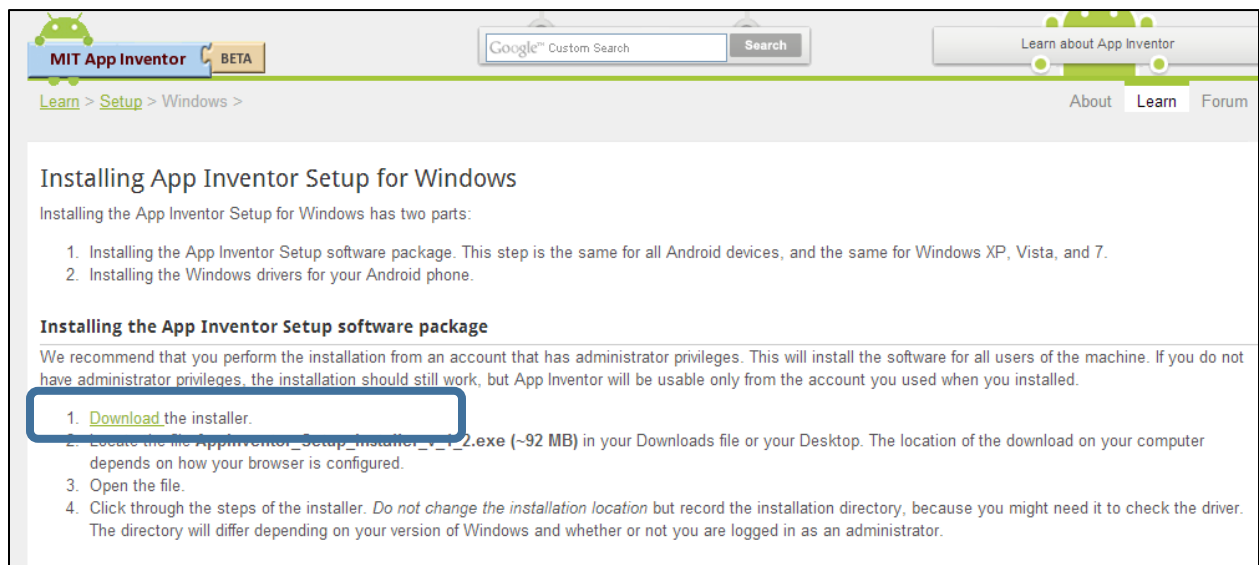 MIT App Inventor BETA
Google™ Custom Search Search
Learn about App Inventor
Learn > Setup > Windows >
About Learn Forum
Installing App Inventor Setup for Windows
Installing the App Inventor Setup for Windows has two parts:
1. Installing the App Inventor Setup software package. This step is the same for all Android devices, and the same for Windows XP, Vista, and 7.
2. Installing the Windows drivers for your Android phone.
Installing the App Inventor Setup software package
We recommend that you perform the installation from an account that has administrator privileges. This will install the software for all users of the machine. If you do not
have administrator privileges, the installation should still work, but App Inventor will be usable only from the account you used when you installed.
1. Download the installer.
2. Locate the file AppInventor_Setup_Installer_v_1_2.exe (~92 MB) in your Downloads file or your Desktop. The location of the download on your computer
depends on how your browser is configured.
3. Open the file.
4. Click through the steps of the installer. Do not change the installation location but record the installation directory, because you might need it to check the driver.
The directory will differ depending on your version of Windows and whether or not you are logged in as an administrator.